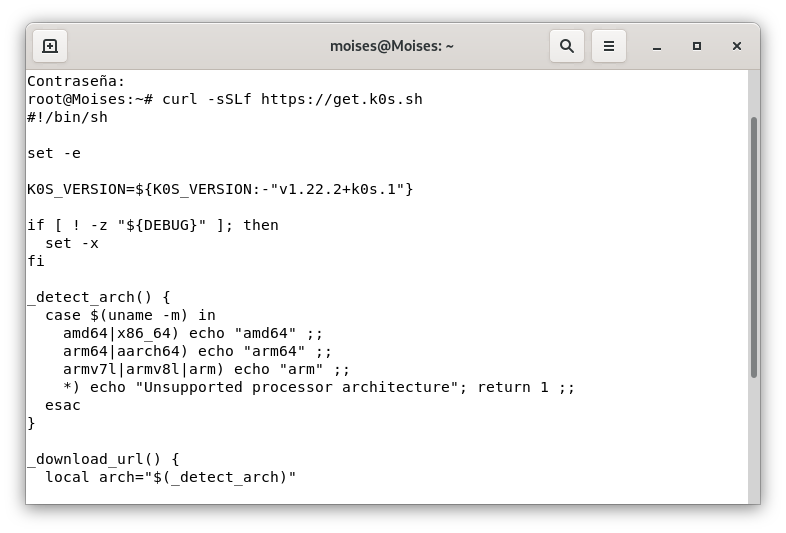 moises@Moises: ~
Contraseña:
root@Moises:~# curl -sSLf https://get.k0s.sh
#!/bin/sh

set -e

K0S_VERSION=${K0S_VERSION:-"v1.22.2+k0s.1"}

if [ ! -z "${DEBUG}" ]; then
  set -x
fi

_detect_arch() {
  case $(uname -m) in
    amd64|x86_64) echo "amd64" ;;
    arm64|aarch64) echo "arm64" ;;
    armv7l|armv8l|arm) echo "arm" ;;
    *) echo "Unsupported processor architecture"; return 1 ;;
  esac
}

_download_url() {
  local arch="$(_detect_arch)"